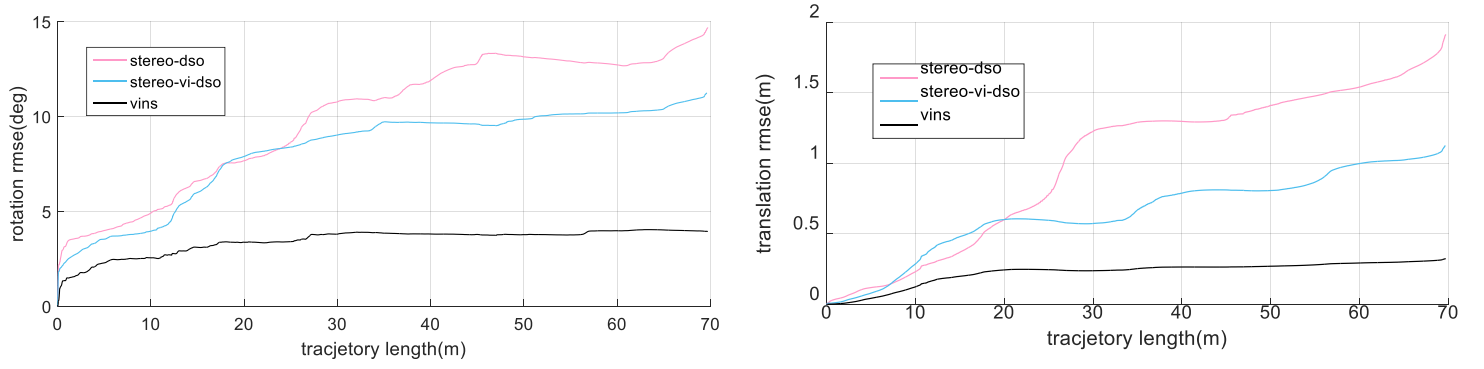 15
10
5
0
rotation rmse(deg)
stereo-dso
stereo-vi-dso
vins
0 10 20 30 40 50 60 70
tracjetory length(m)
2
1.5
1
0.5
0
translation rmse(m)
stereo-dso
stereo-vi-dso
vins
0 10 20 30 40 50 60 70
tracjetory length(m)